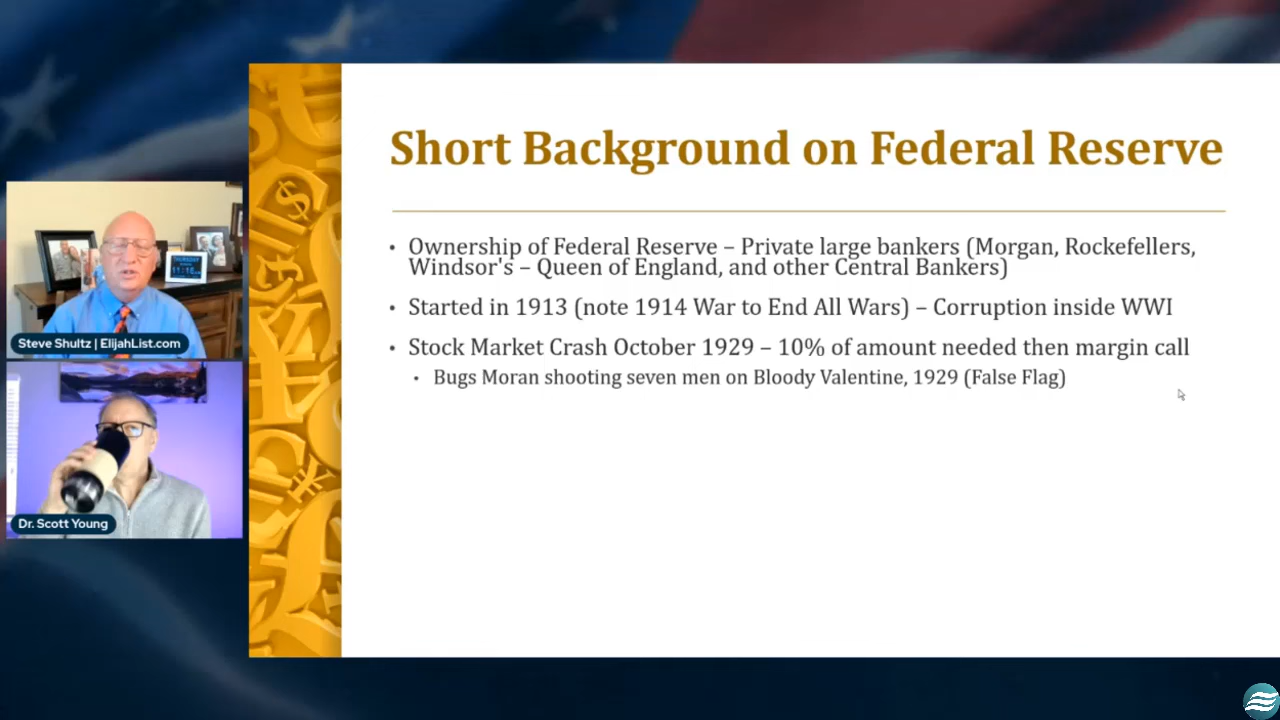 Short Background on Federal Reserve
• Ownership of Federal Reserve – Private large bankers (Morgan, Rockefellers,
Windsor's – Queen of England, and other Central Bankers)
• Started in 1913 (note 1914 War to End All Wars) – Corruption inside WWI
• Stock Market Crash October 1929 – 10% of amount needed then margin call
• Bugs Moran shooting seven men on Bloody Valentine, 1929 (False Flag)
THURSDAY
Steve Shultz | ElijahList.com
Dr. Scott Young